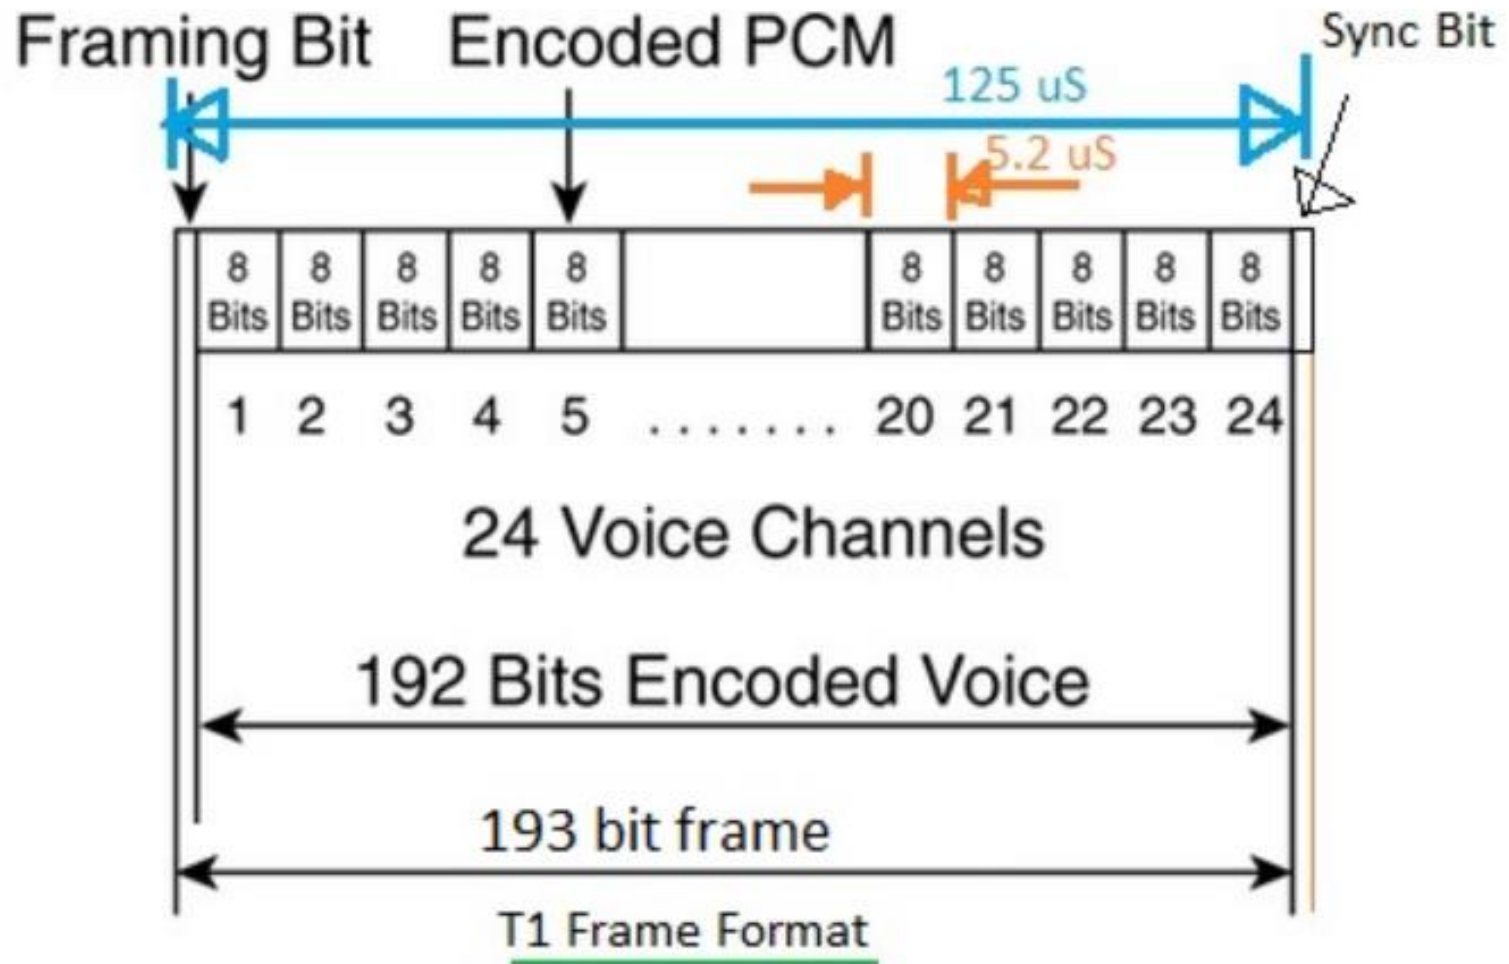 Framing Bit Encoded PCM Sync Bit
125 uS
5.2 uS
8 8 8 8 8 8 8 8 8 8
Bits Bits Bits Bits Bits Bits Bits Bits Bits Bits
1 2 3 4 5 ....... 20 21 22 23 24
24 Voice Channels
192 Bits Encoded Voice
193 bit frame
T1 Frame Format